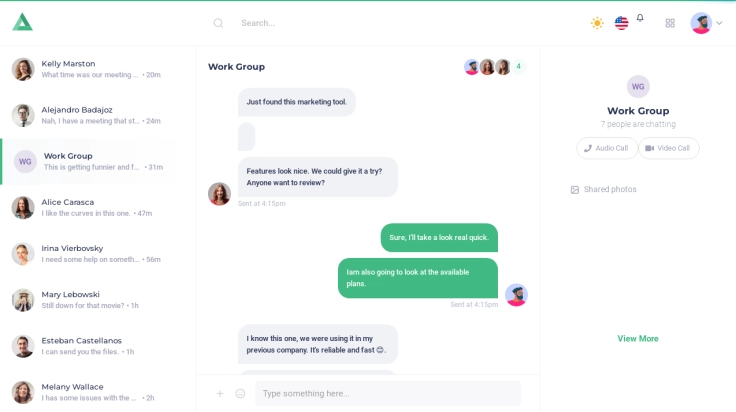 Search...
Kelly Marston
What time was our meeting ... • 20m
Alejandro Badajoz
Nah, I have a meeting that st... • 24m
WG
Work Group
This is getting funnier and f... • 31m
Alice Carasca
I like the curves in this one. • 47m
Irina Vierbovsky
I need some help on someth... • 56m
Mary Lebowski
Still down for that movie? • 1h
Esteban Castellanos
I can send you the files. • 1h
Melany Wallace
I has some issues with the ... • 2h
Work Group
4
Just found this marketing tool.
Features look nice. We could give it a try?
Anyone want to review?
Sent at 4:15pm
Sure, I'll take a look real quick.
Iam also going to look at the available
plans.
Sent at 4:15pm
I know this one, we were using it in my
previous company. It's reliable and fast 😊.
Type something here...
WG
Work Group
7 people are chatting
Audio Call
Video Call
Shared photos
View More